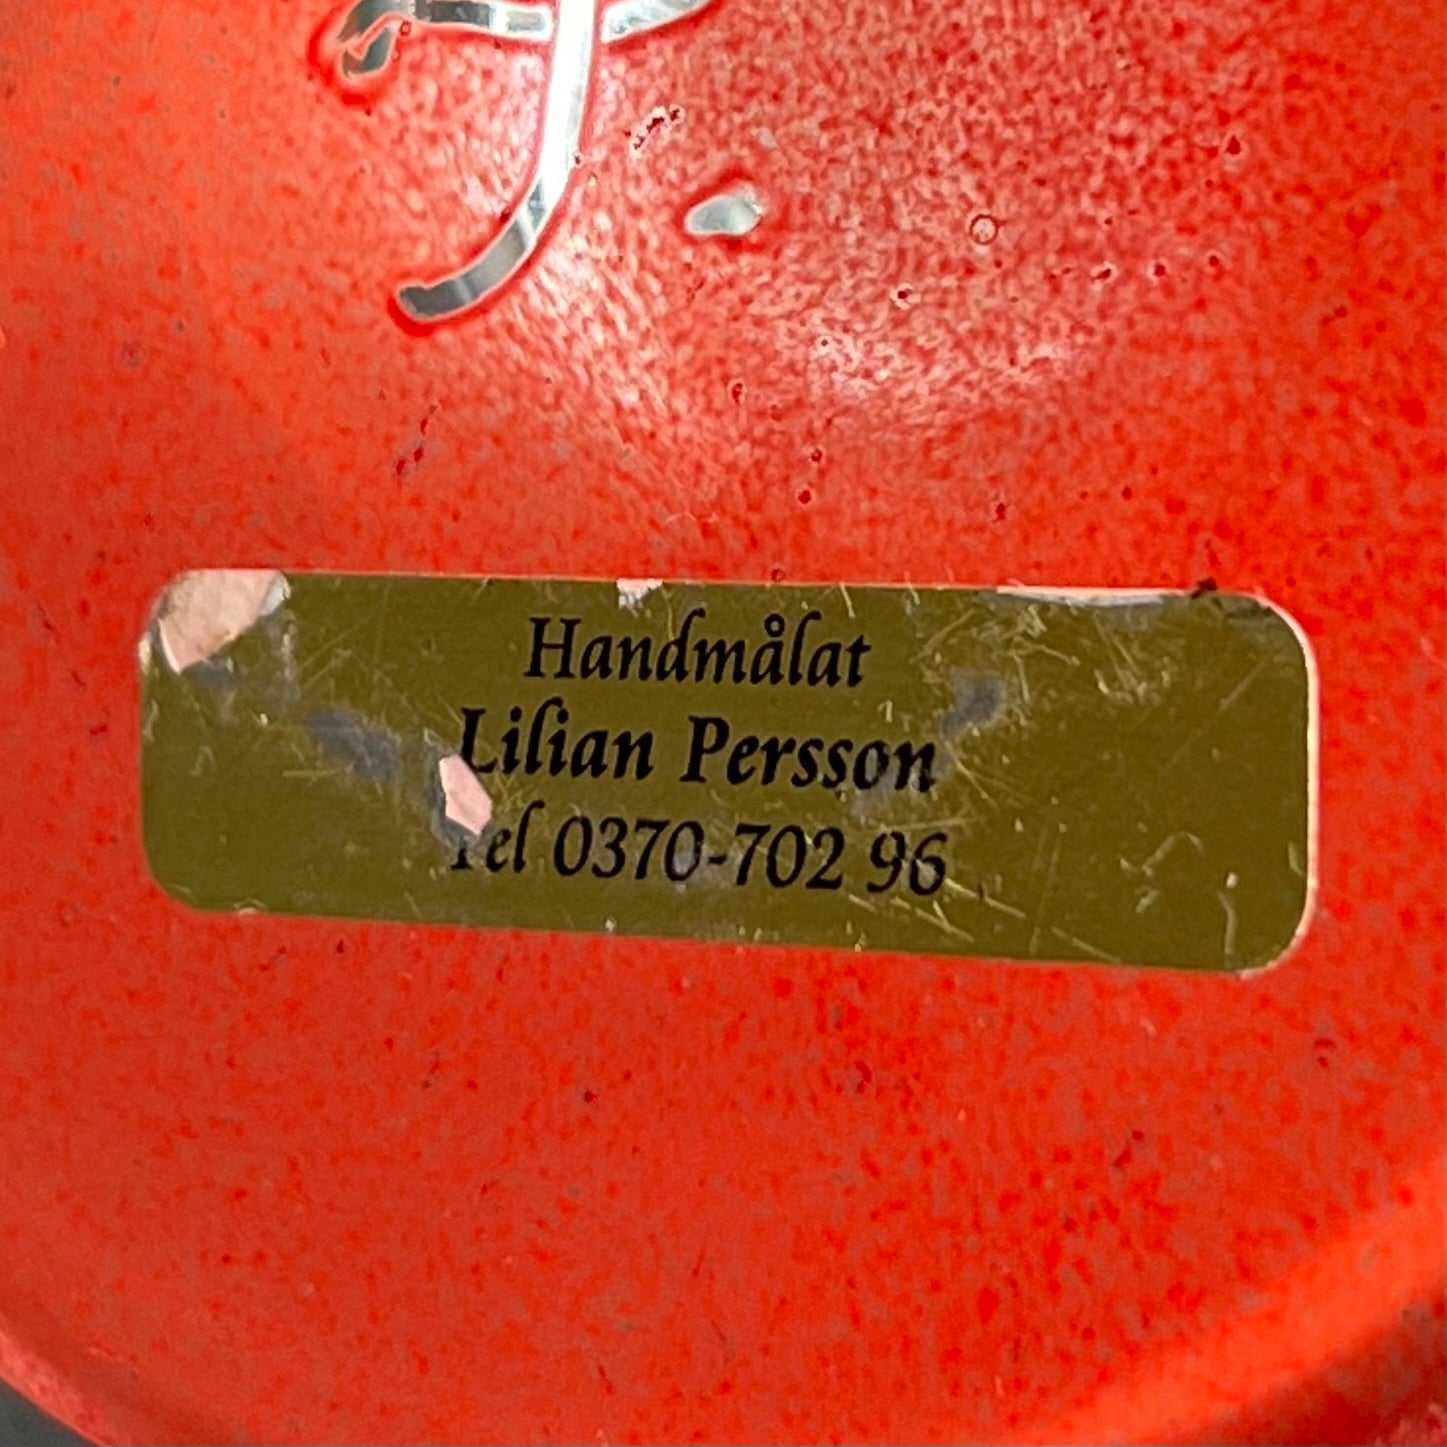 Handmålat
Lilian Persson
Tel 0370-702 96